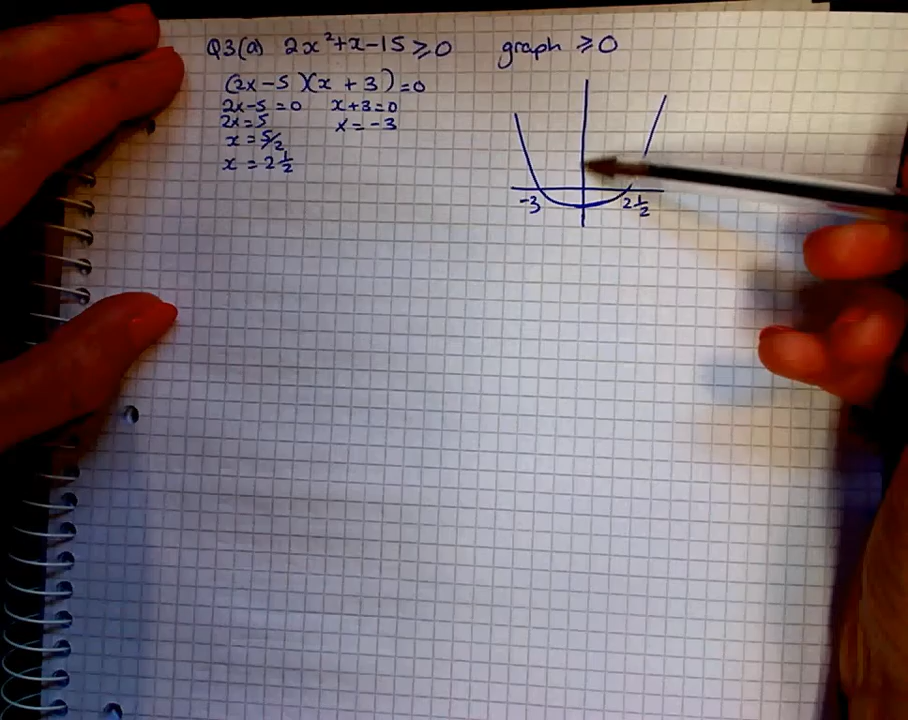 Q3(a) 2x²+x-15 ≥ 0
(2x-5)(x+3)=0
2x-5=0 x+3=0
2x=5 x=-3
x=5/2
x=2½
graph ≥0
-3 2½